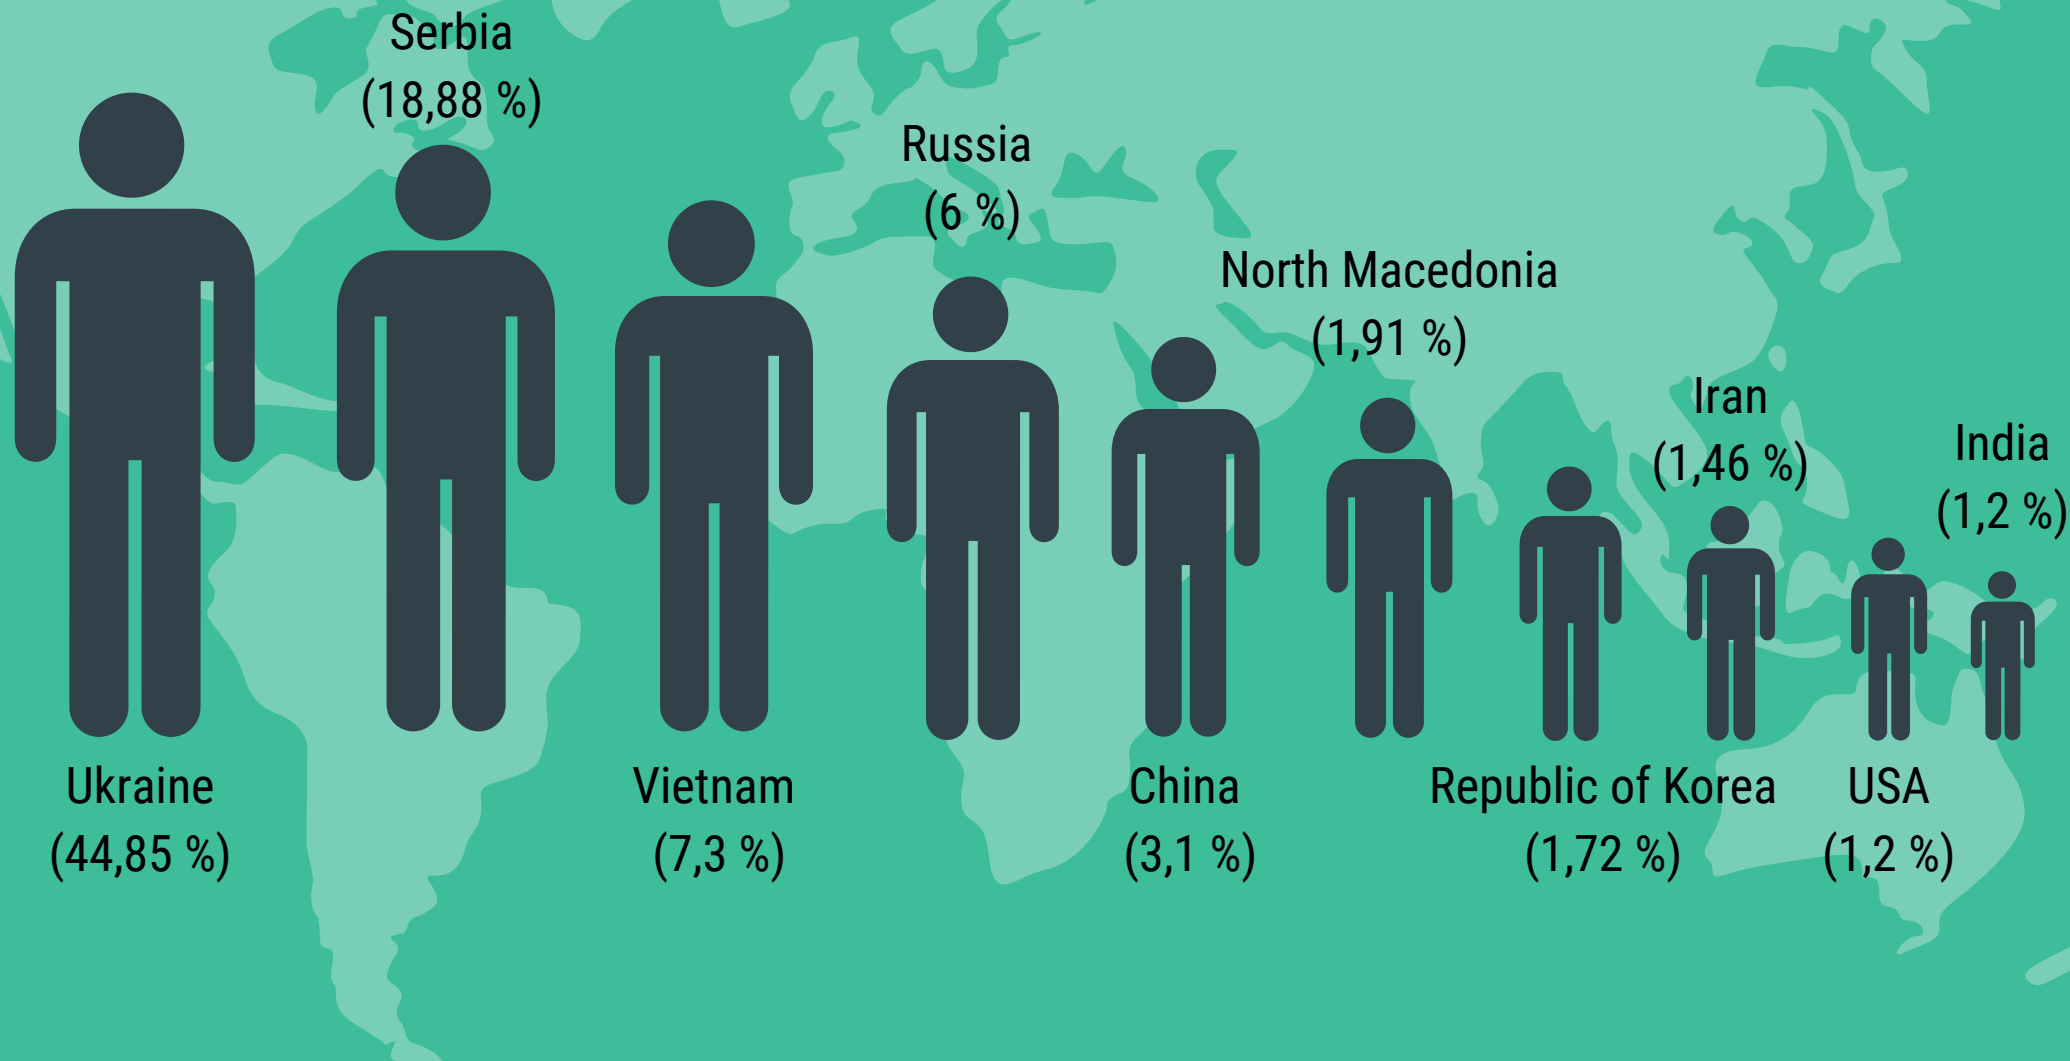 Serbia
(18,88 %)
Russia
(6 %)
North Macedonia
(1,91 %)
Iran
(1,46 %)
India
(1,2 %)
Ukraine
(44,85 %)
Vietnam
(7,3 %)
China
(3,1 %)
Republic of Korea
(1,72 %)
USA
(1,2 %)